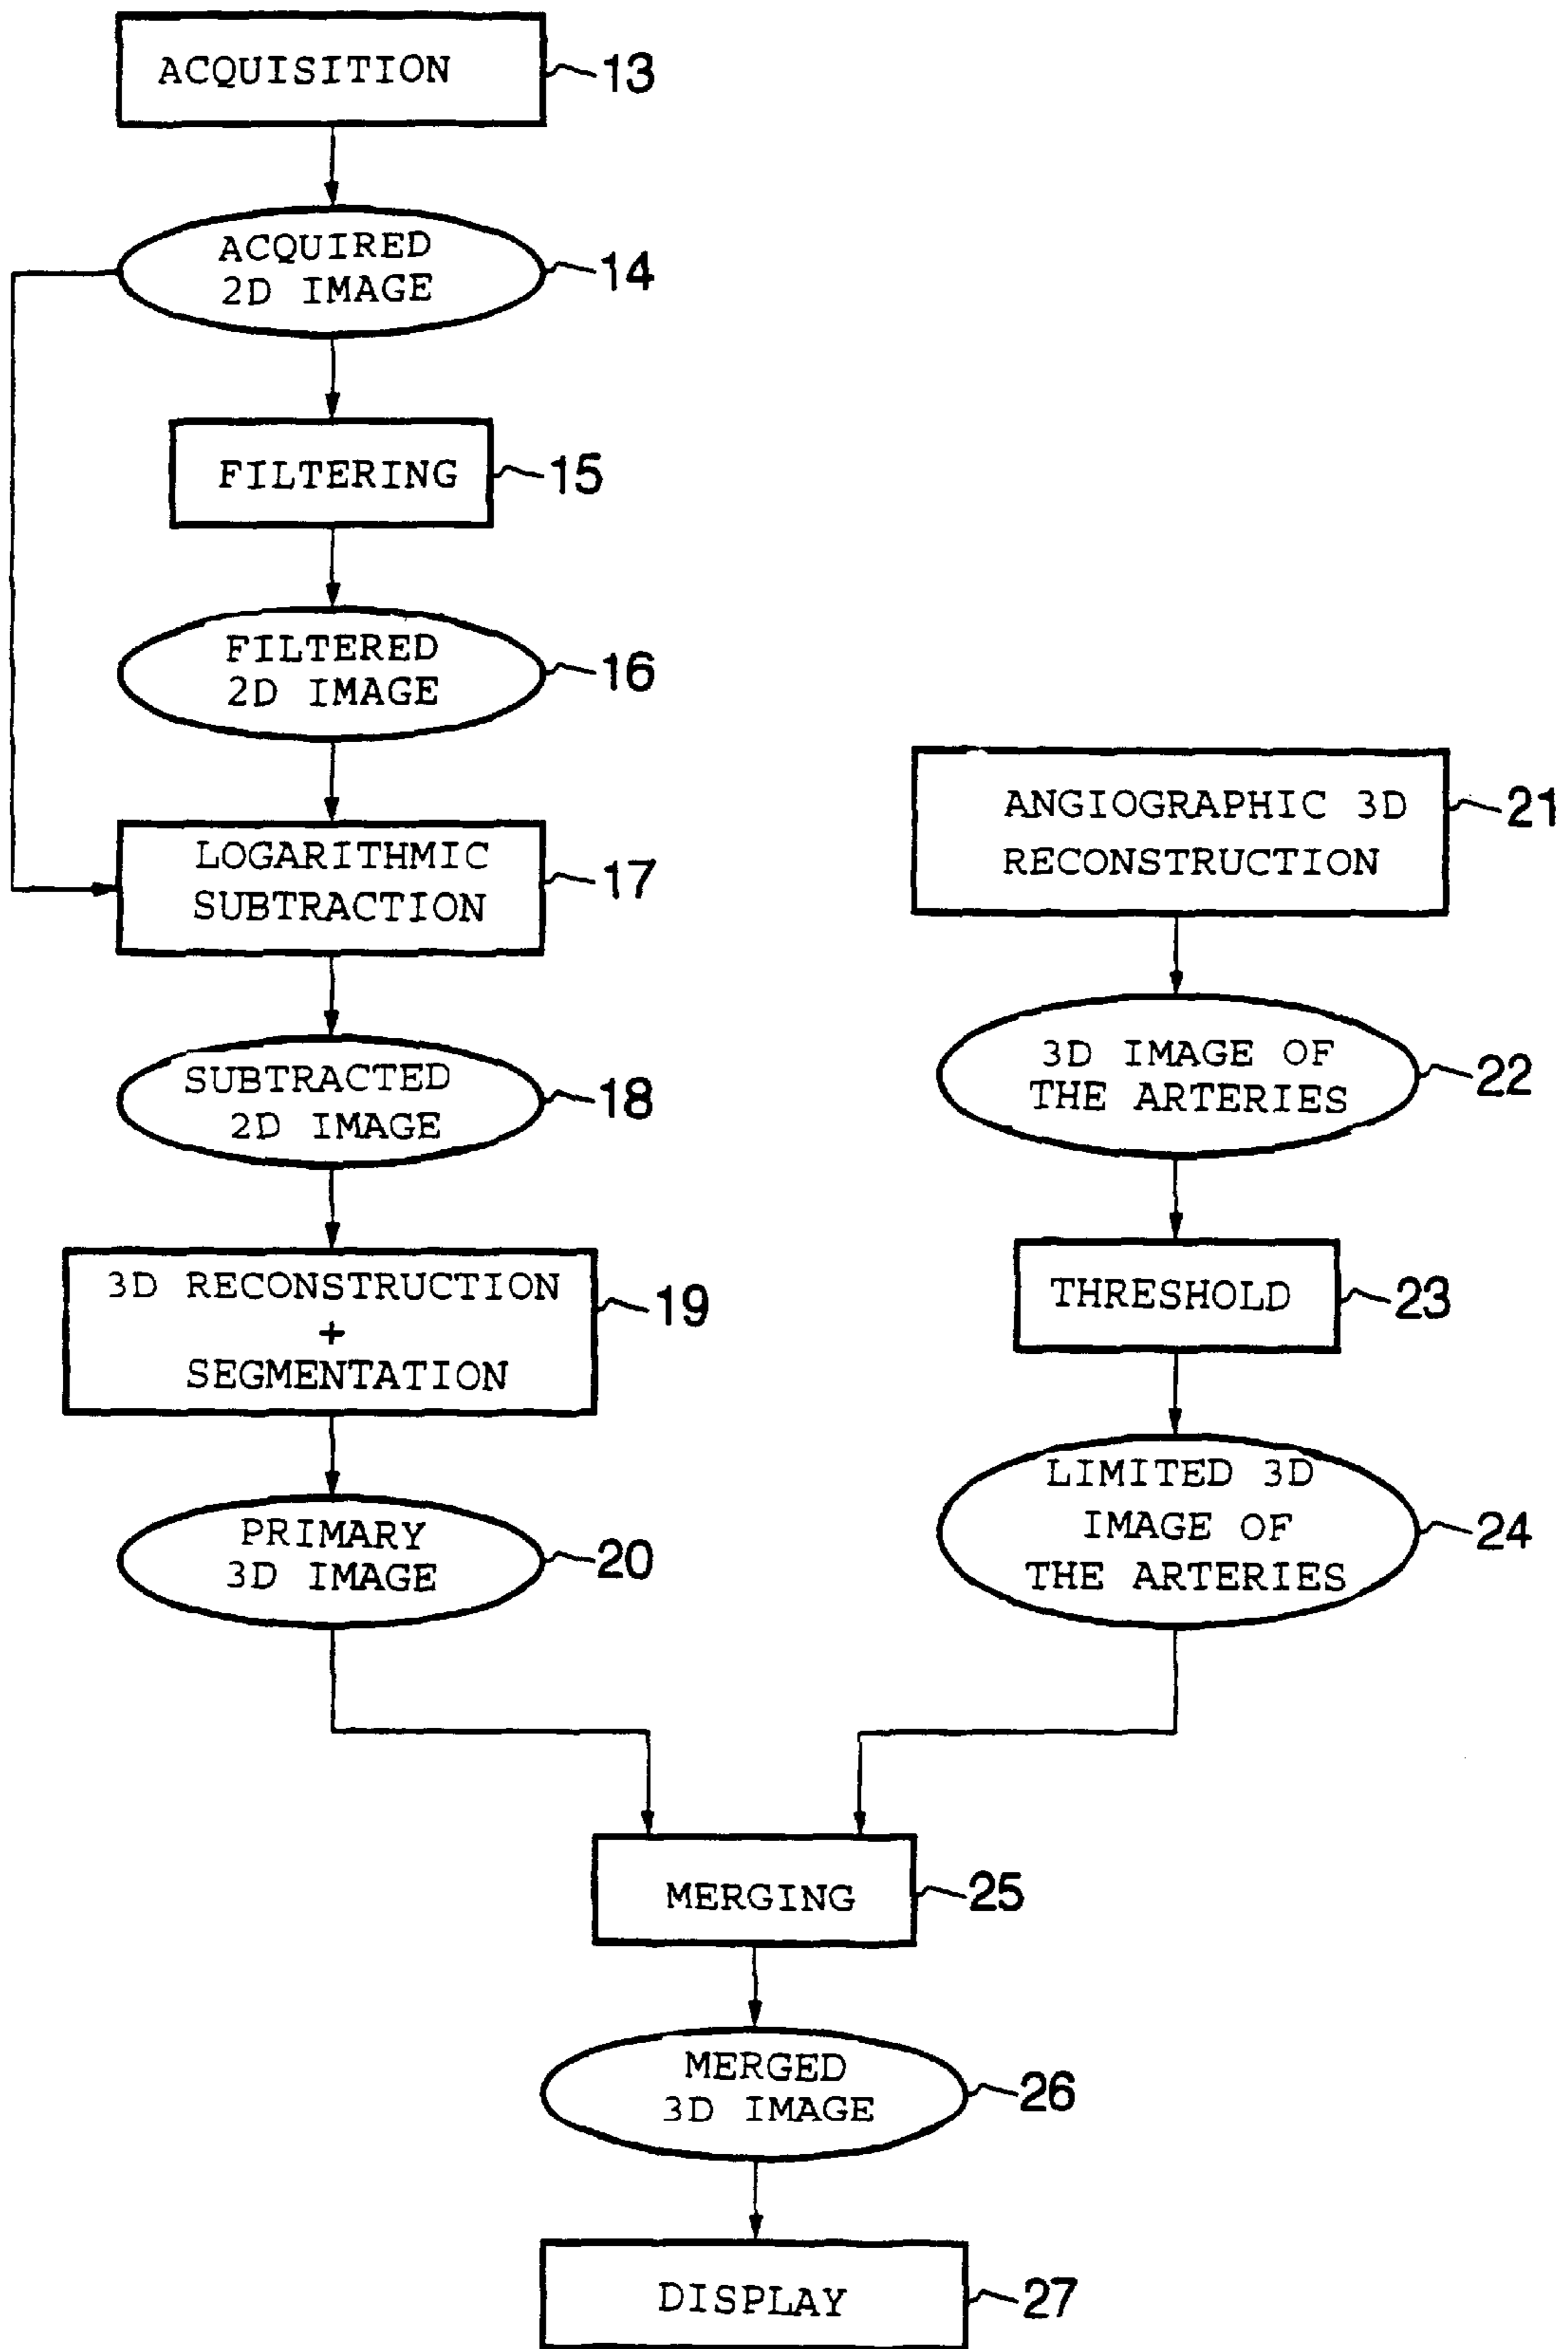 ACQUISITION
13
ACQUIRED
2D IMAGE
14
FILTERING
15
FILTERED
2D IMAGE
16
LOGARITHMIC
SUBTRACTION
17
SUBTRACTED
2D IMAGE
18
3D RECONSTRUCTION
+
SEGMENTATION
19
PRIMARY
3D IMAGE
20
ANGIOGRAPHIC 3D
RECONSTRUCTION
21
3D IMAGE OF
THE ARTERIES
22
THRESHOLD
23
LIMITED 3D
IMAGE OF
THE ARTERIES
24
MERGING
25
MERGED
3D IMAGE
26
DISPLAY
27